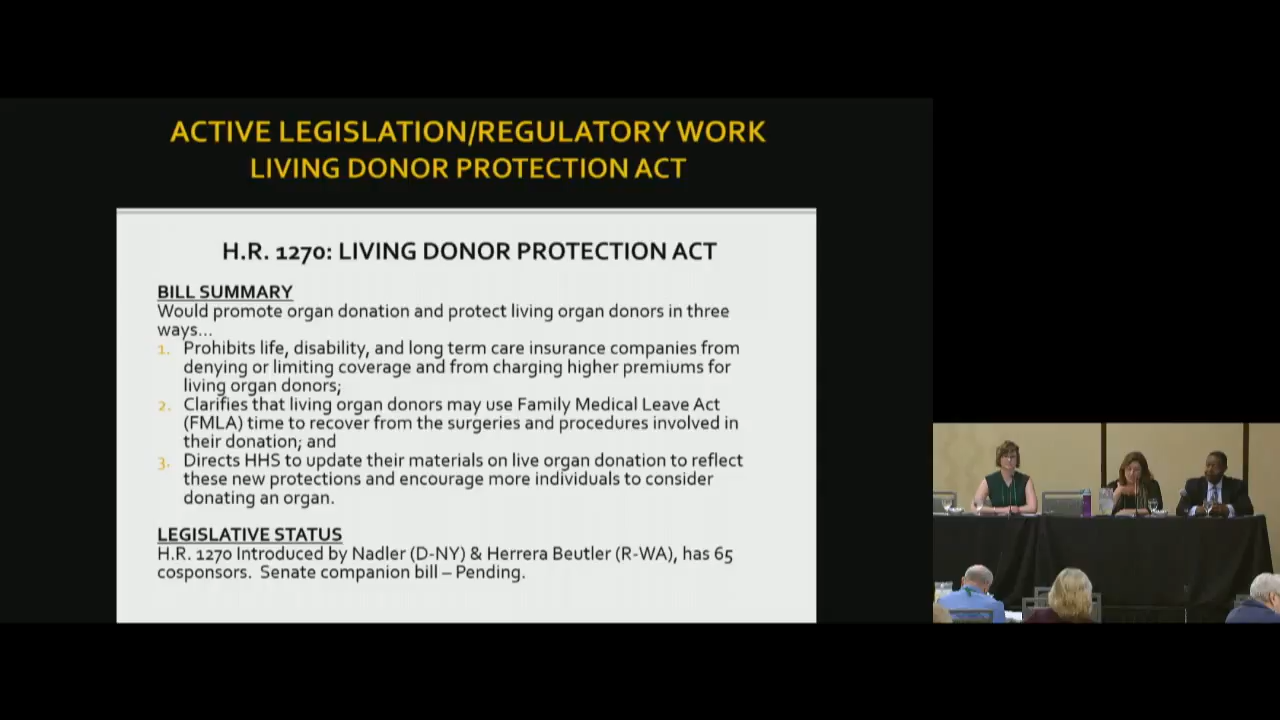 ACTIVE LEGISLATION/REGULATORY WORK
LIVING DONOR PROTECTION ACT
H.R. 1270: LIVING DONOR PROTECTION ACT
BILL SUMMARY
Would promote organ donation and protect living organ donors in three
ways...
1. Prohibits life, disability, and long term care insurance companies from
denying or limiting coverage and from charging higher premiums for
living organ donors;
2. Clarifies that living organ donors may use Family Medical Leave Act
(FMLA) time to recover from the surgeries and procedures involved in
their donation; and
3. Directs HHS to update their materials on live organ donation to reflect
these new protections and encourage more individuals to consider
donating an organ.
LEGISLATIVE STATUS
H.R. 1270 Introduced by Nadler (D-NY) & Herrera Beutler (R-WA), has 65
cosponsors. Senate companion bill – Pending.